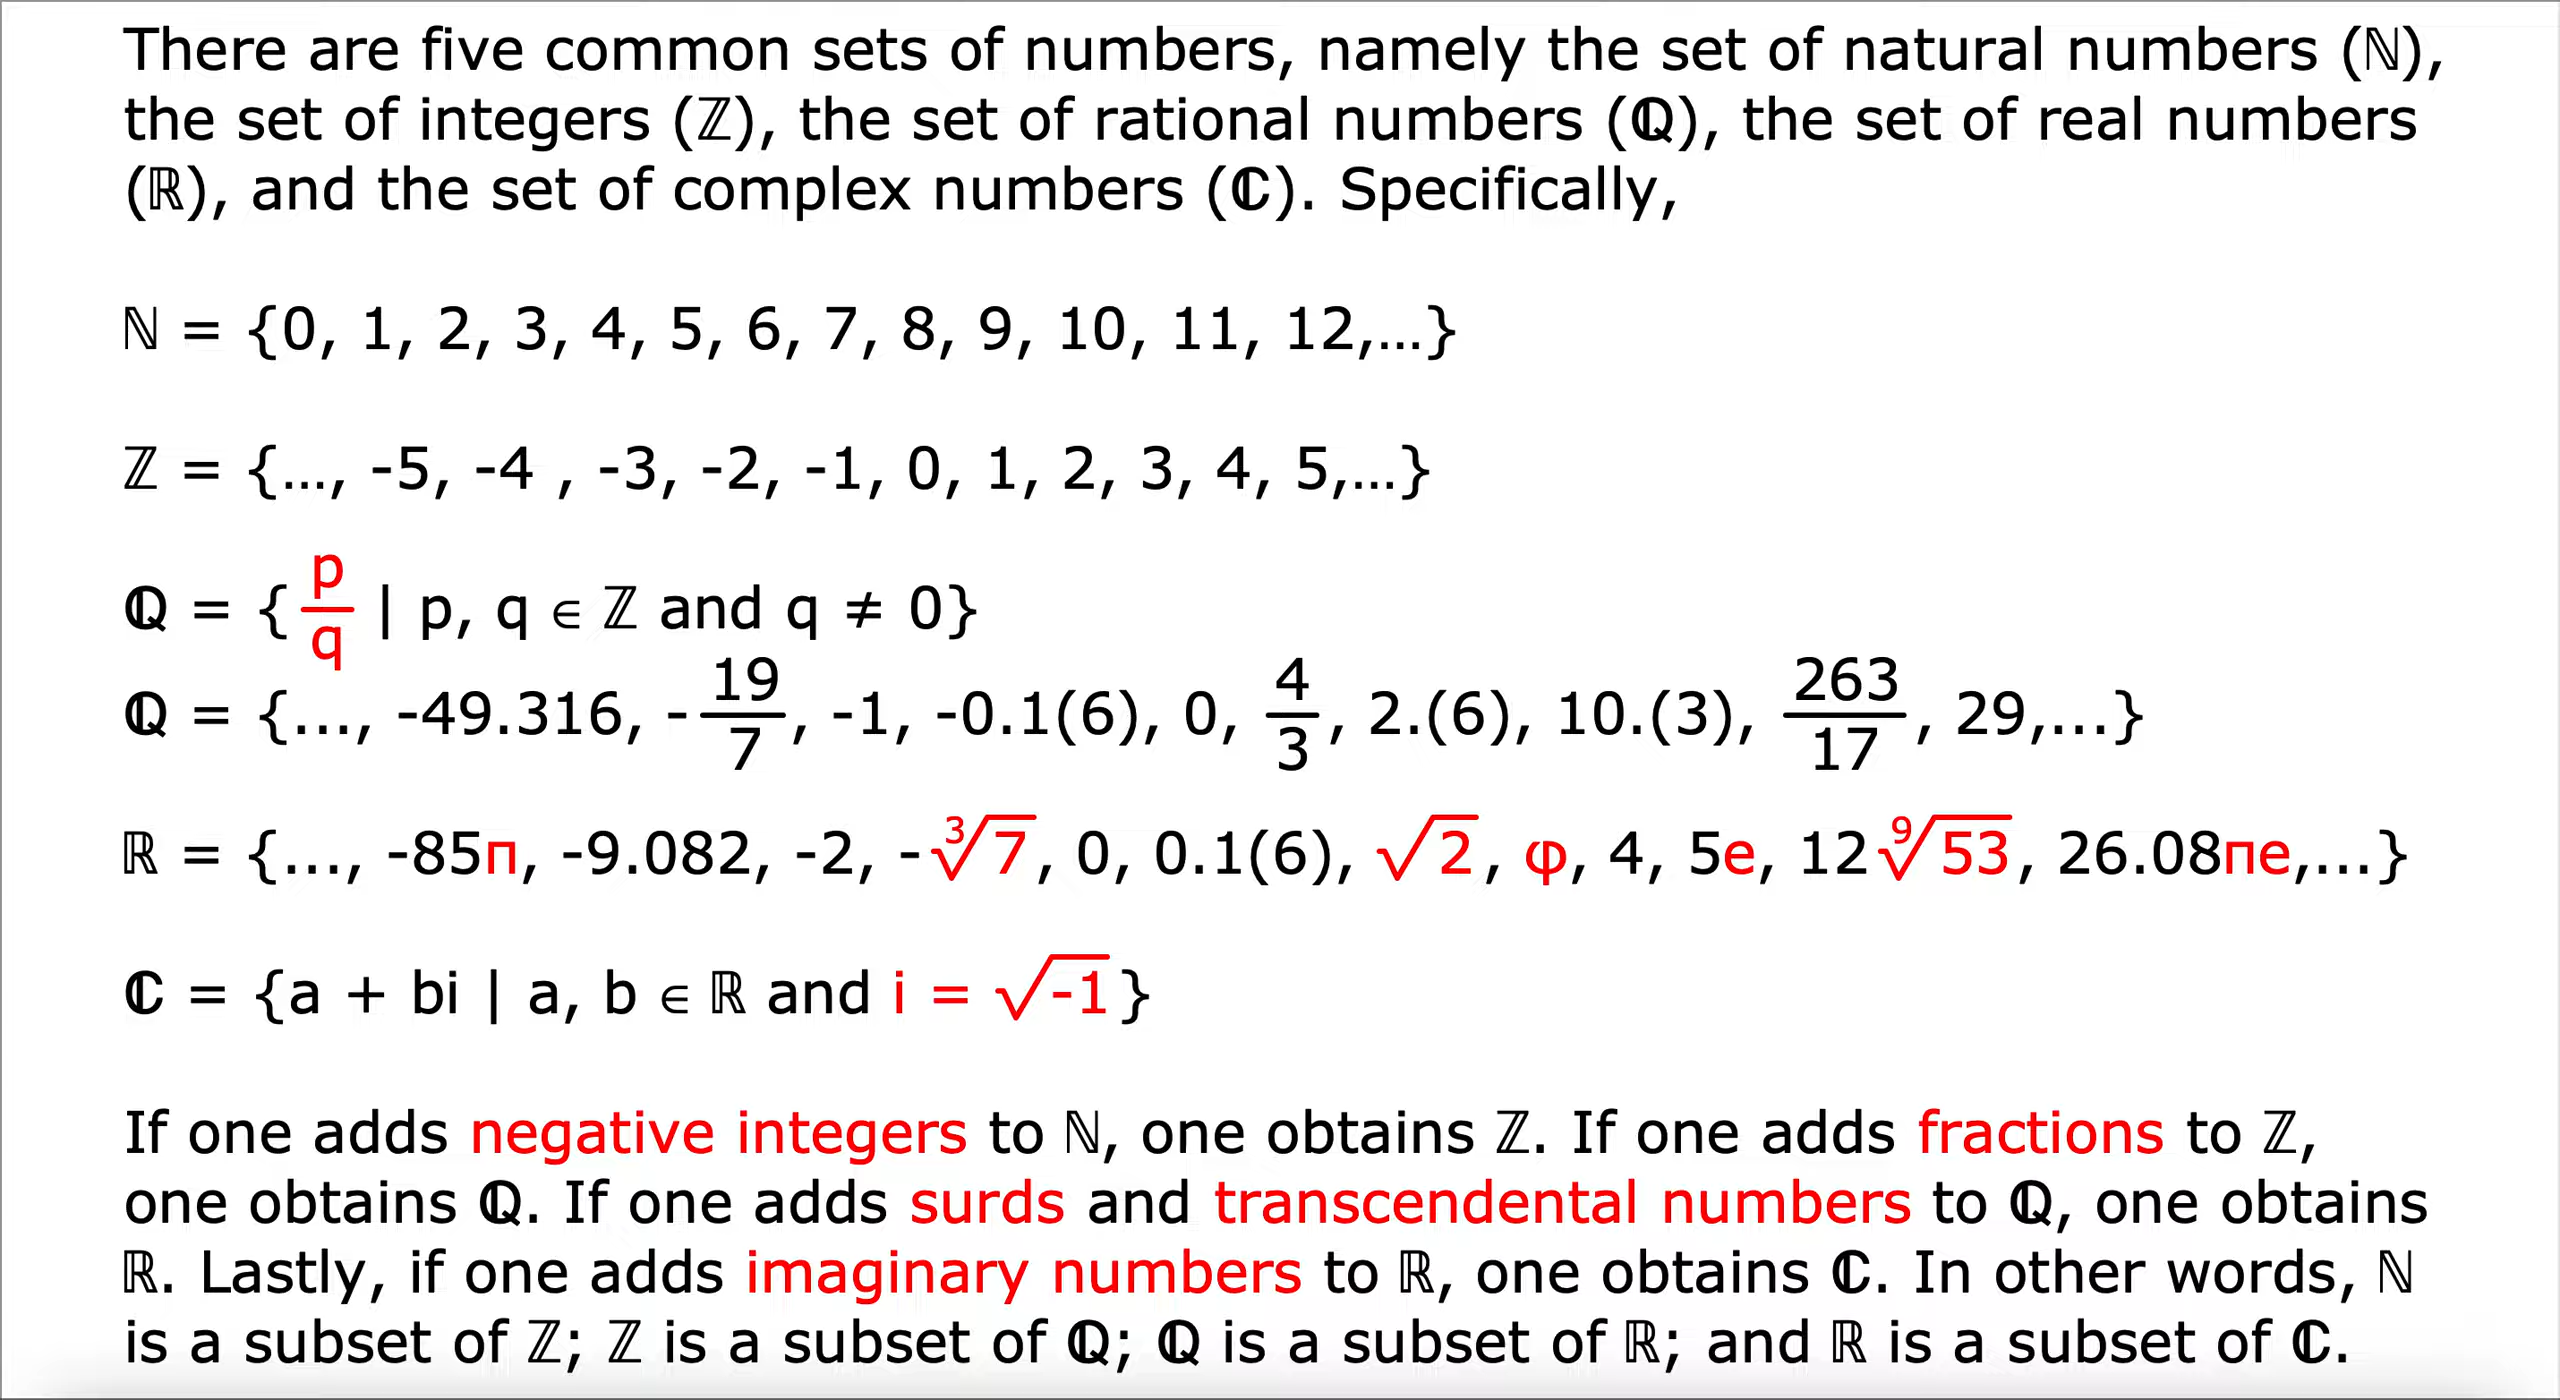 There are five common sets of numbers, namely the set of natural numbers (ℕ),
the set of integers (ℤ), the set of rational numbers (ℚ), the set of real numbers
(ℝ), and the set of complex numbers (ℂ). Specifically,
ℕ = {0, 1, 2, 3, 4, 5, 6, 7, 8, 9, 10, 11, 12,...}
ℤ = {..., -5, -4 , -3, -2, -1, 0, 1, 2, 3, 4, 5,...}
ℚ = {p/q | p, q ∈ ℤ and q ≠ 0}
ℚ = {..., -49.316, -19/7, -1, -0.1(6), 0, 4/3, 2.(6), 10.(3), 263/17, 29,...}
ℝ = {..., -85п, -9.082, -2, -∛7, 0, 0.1(6), √2, φ, 4, 5e, 12⁹√53, 26.08пe,...}
ℂ = {a + bi | a, b ∈ ℝ and i = √-1}
If one adds negative integers to ℕ, one obtains ℤ. If one adds fractions to ℤ,
one obtains ℚ. If one adds surds and transcendental numbers to ℚ, one obtains
ℝ. Lastly, if one adds imaginary numbers to ℝ, one obtains ℂ. In other words, ℕ
is a subset of ℤ; ℤ is a subset of ℚ; ℚ is a subset of ℝ; and ℝ is a subset of ℂ.